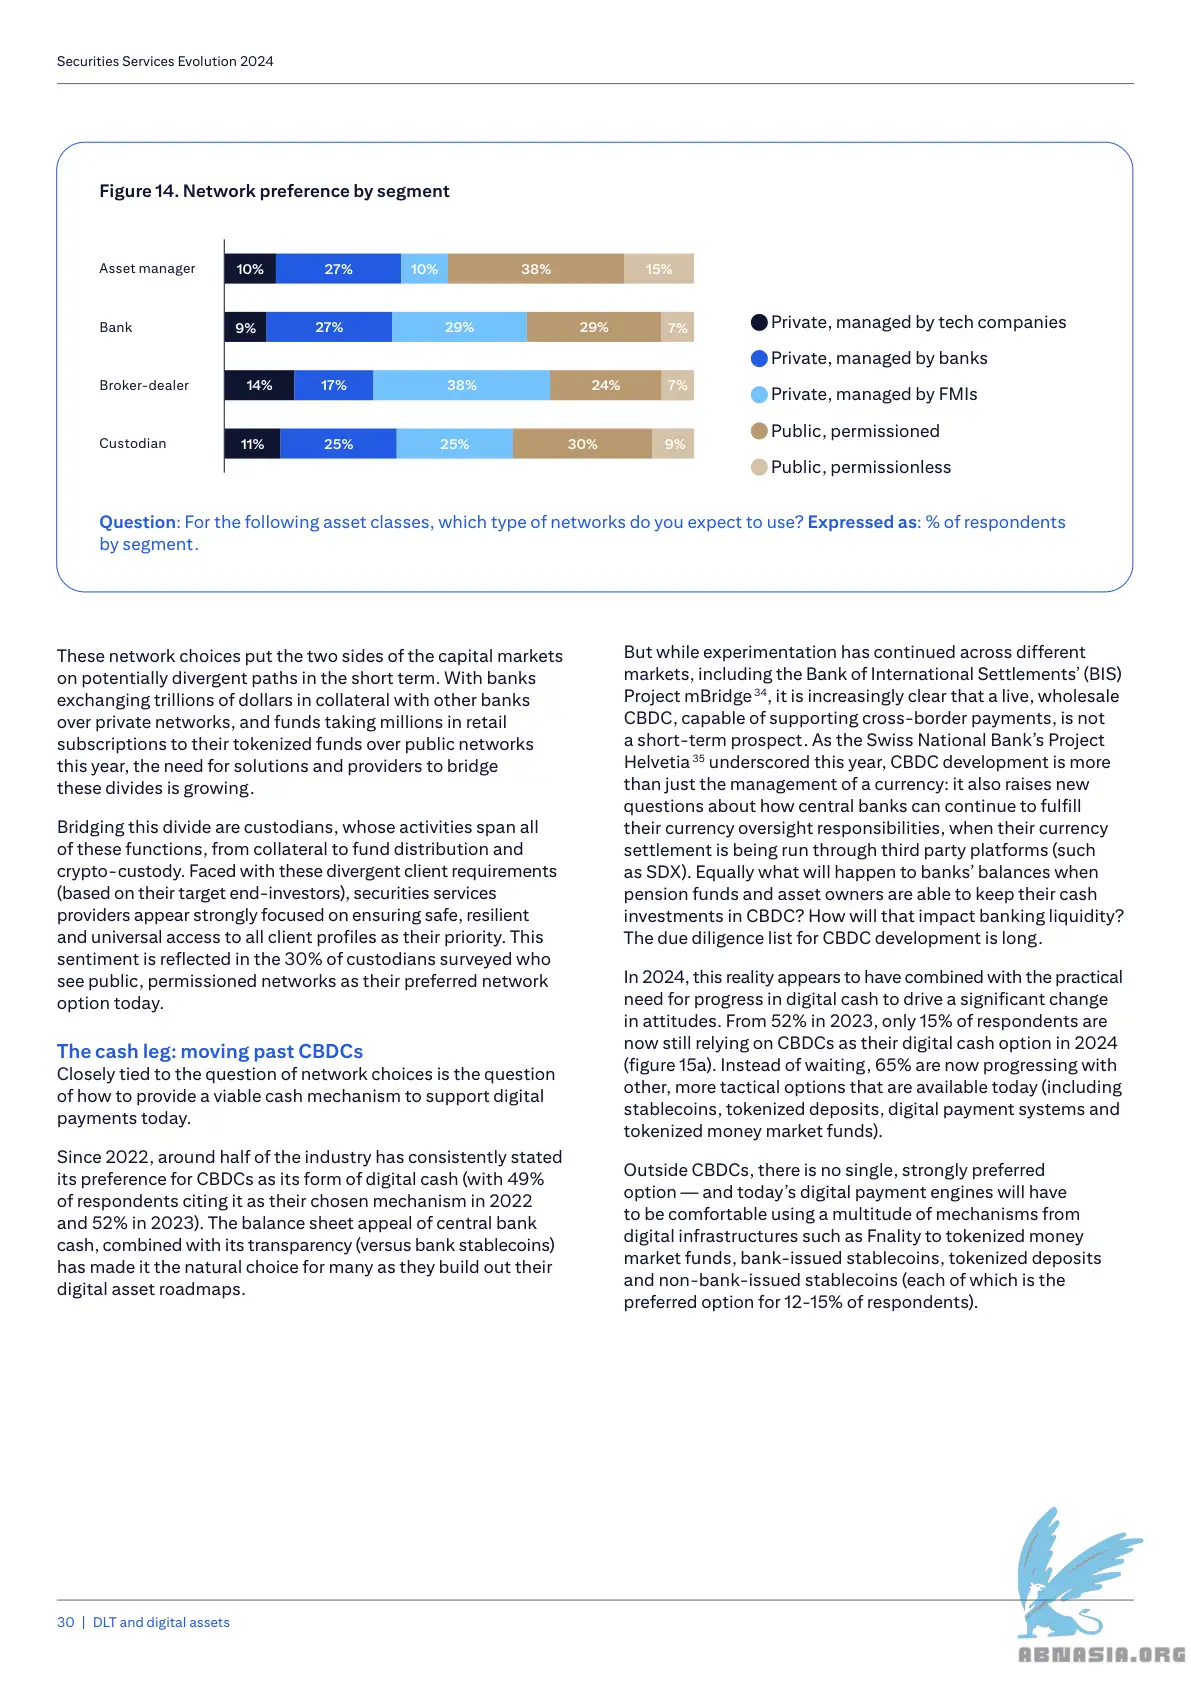 Securities Services Evolution 2024
Figure 14. Network preference by segment
Asset manager
10%
27%
10%
38%
15%
Bank
9%
27%
29%
29%
7%
Broker-dealer
14%
17%
38%
24%
7%
Custodian
11%
25%
25%
30%
9%
Private, managed by tech companies
Private, managed by banks
Private, managed by FMIs
Public, permissioned
Public, permissionless
Question: For the following asset classes, which type of networks do you expect to use? Expressed as: % of respondents
by segment.
These network choices put the two sides of the capital markets
on potentially divergent paths in the short term. With banks
exchanging trillions of dollars in collateral with other banks
over private networks, and funds taking millions in retail
subscriptions to their tokenized funds over public networks
this year, the need for solutions and providers to bridge
these divides is growing.
Bridging this divide are custodians, whose activities span all
of these functions, from collateral to fund distribution and
crypto-custody. Faced with these divergent client requirements
(based on their target end-investors), securities services
providers appear strongly focused on ensuring safe, resilient
and universal access to all client profiles as their priority. This
sentiment is reflected in the 30% of custodians surveyed who
see public, permissioned networks as their preferred network
option today.
The cash leg: moving past CBDCs
Closely tied to the question of network choices is the question
of how to provide a viable cash mechanism to support digital
payments today.
Since 2022, around half of the industry has consistently stated
its preference for CBDCs as its form of digital cash (with 49%
of respondents citing it as their chosen mechanism in 2022
and 52% in 2023). The balance sheet appeal of central bank
cash, combined with its transparency (versus bank stablecoins)
has made it the natural choice for many as they build out their
digital asset roadmaps.
But while experimentation has continued across different
markets, including the Bank of International Settlements’ (BIS)
Project mBridge 34, it is increasingly clear that a live, wholesale
CBDC, capable of supporting cross-border payments, is not
a short-term prospect. As the Swiss National Bank’s Project
Helvetia 35 underscored this year, CBDC development is more
than just the management of a currency: it also raises new
questions about how central banks can continue to fulfill
their currency oversight responsibilities, when their currency
settlement is being run through third party platforms (such
as SDX). Equally what will happen to banks’ balances when
pension funds and asset owners are able to keep their cash
investments in CBDC? How will that impact banking liquidity?
The due diligence list for CBDC development is long.
In 2024, this reality appears to have combined with the practical
need for progress in digital cash to drive a significant change
in attitudes. From 52% in 2023, only 15% of respondents are
now still relying on CBDCs as their digital cash option in 2024
(figure 15a). Instead of waiting, 65% are now progressing with
other, more tactical options that are available today (including
stablecoins, tokenized deposits, digital payment systems and
tokenized money market funds).
Outside CBDCs, there is no single, strongly preferred
option — and today’s digital payment engines will have
to be comfortable using a multitude of mechanisms from
digital infrastructures such as Fnality to tokenized money
market funds, bank-issued stablecoins, tokenized deposits
and non-bank-issued stablecoins (each of which is the
preferred option for 12-15% of respondents).
30 | DLT and digital assets
ABNASIA.ORG